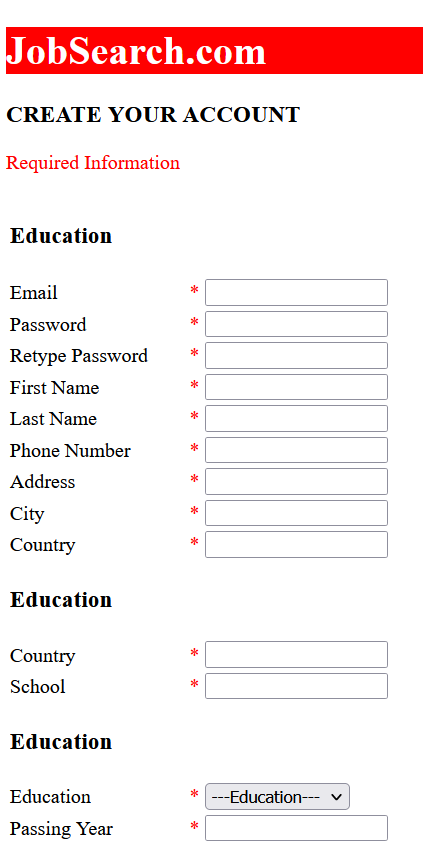 JobSearch.com
CREATE YOUR ACCOUNT
Required Information
Education
Email *
Password *
Retype Password *
First Name *
Last Name *
Phone Number *
Address *
City *
Country *
Education
Country *
School *
Education
Education * ---Education---
Passing Year *